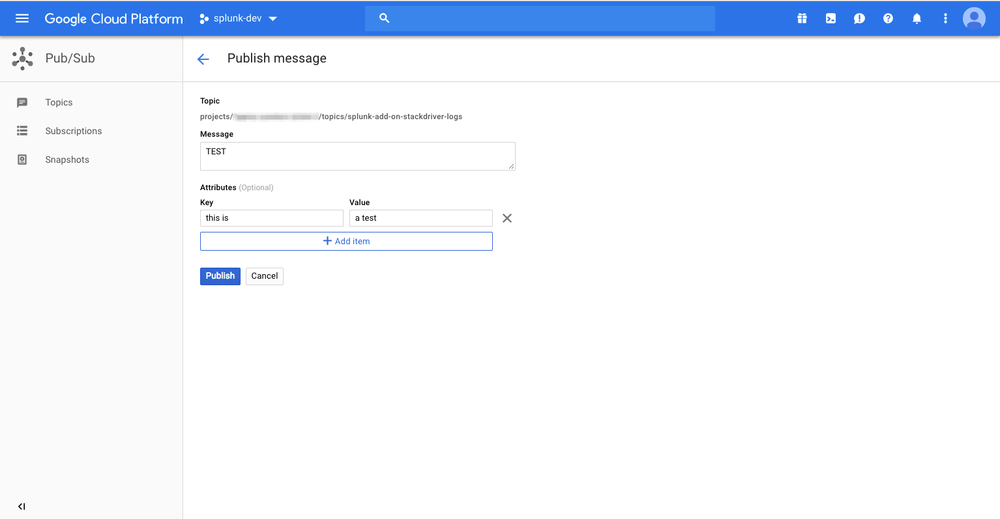 Google Cloud Platform
splunk-dev
Pub/Sub
Publish message
Topics
Subscriptions
Snapshots
Topic
projects/ /topics/splunk-add-on-stackdriver-logs
Message
TEST
Attributes (Optional)
Key Value
this is a test
Add item
Publish Cancel